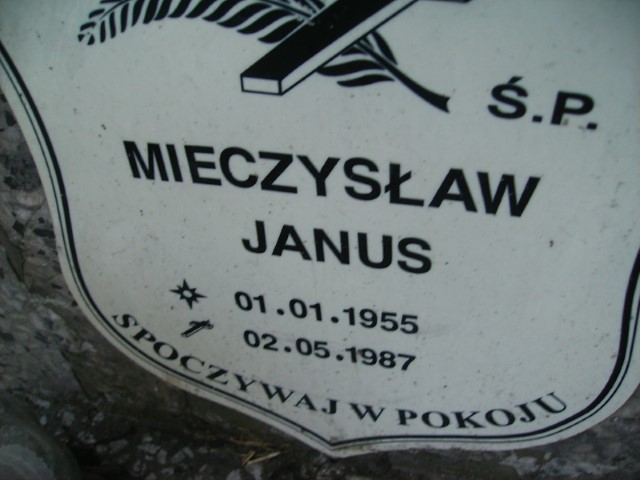 Ś.P.
MIECZYSŁAW
JANUS
01.01.1955
02.05.1987
SPOCZYWAJ W POKOJU